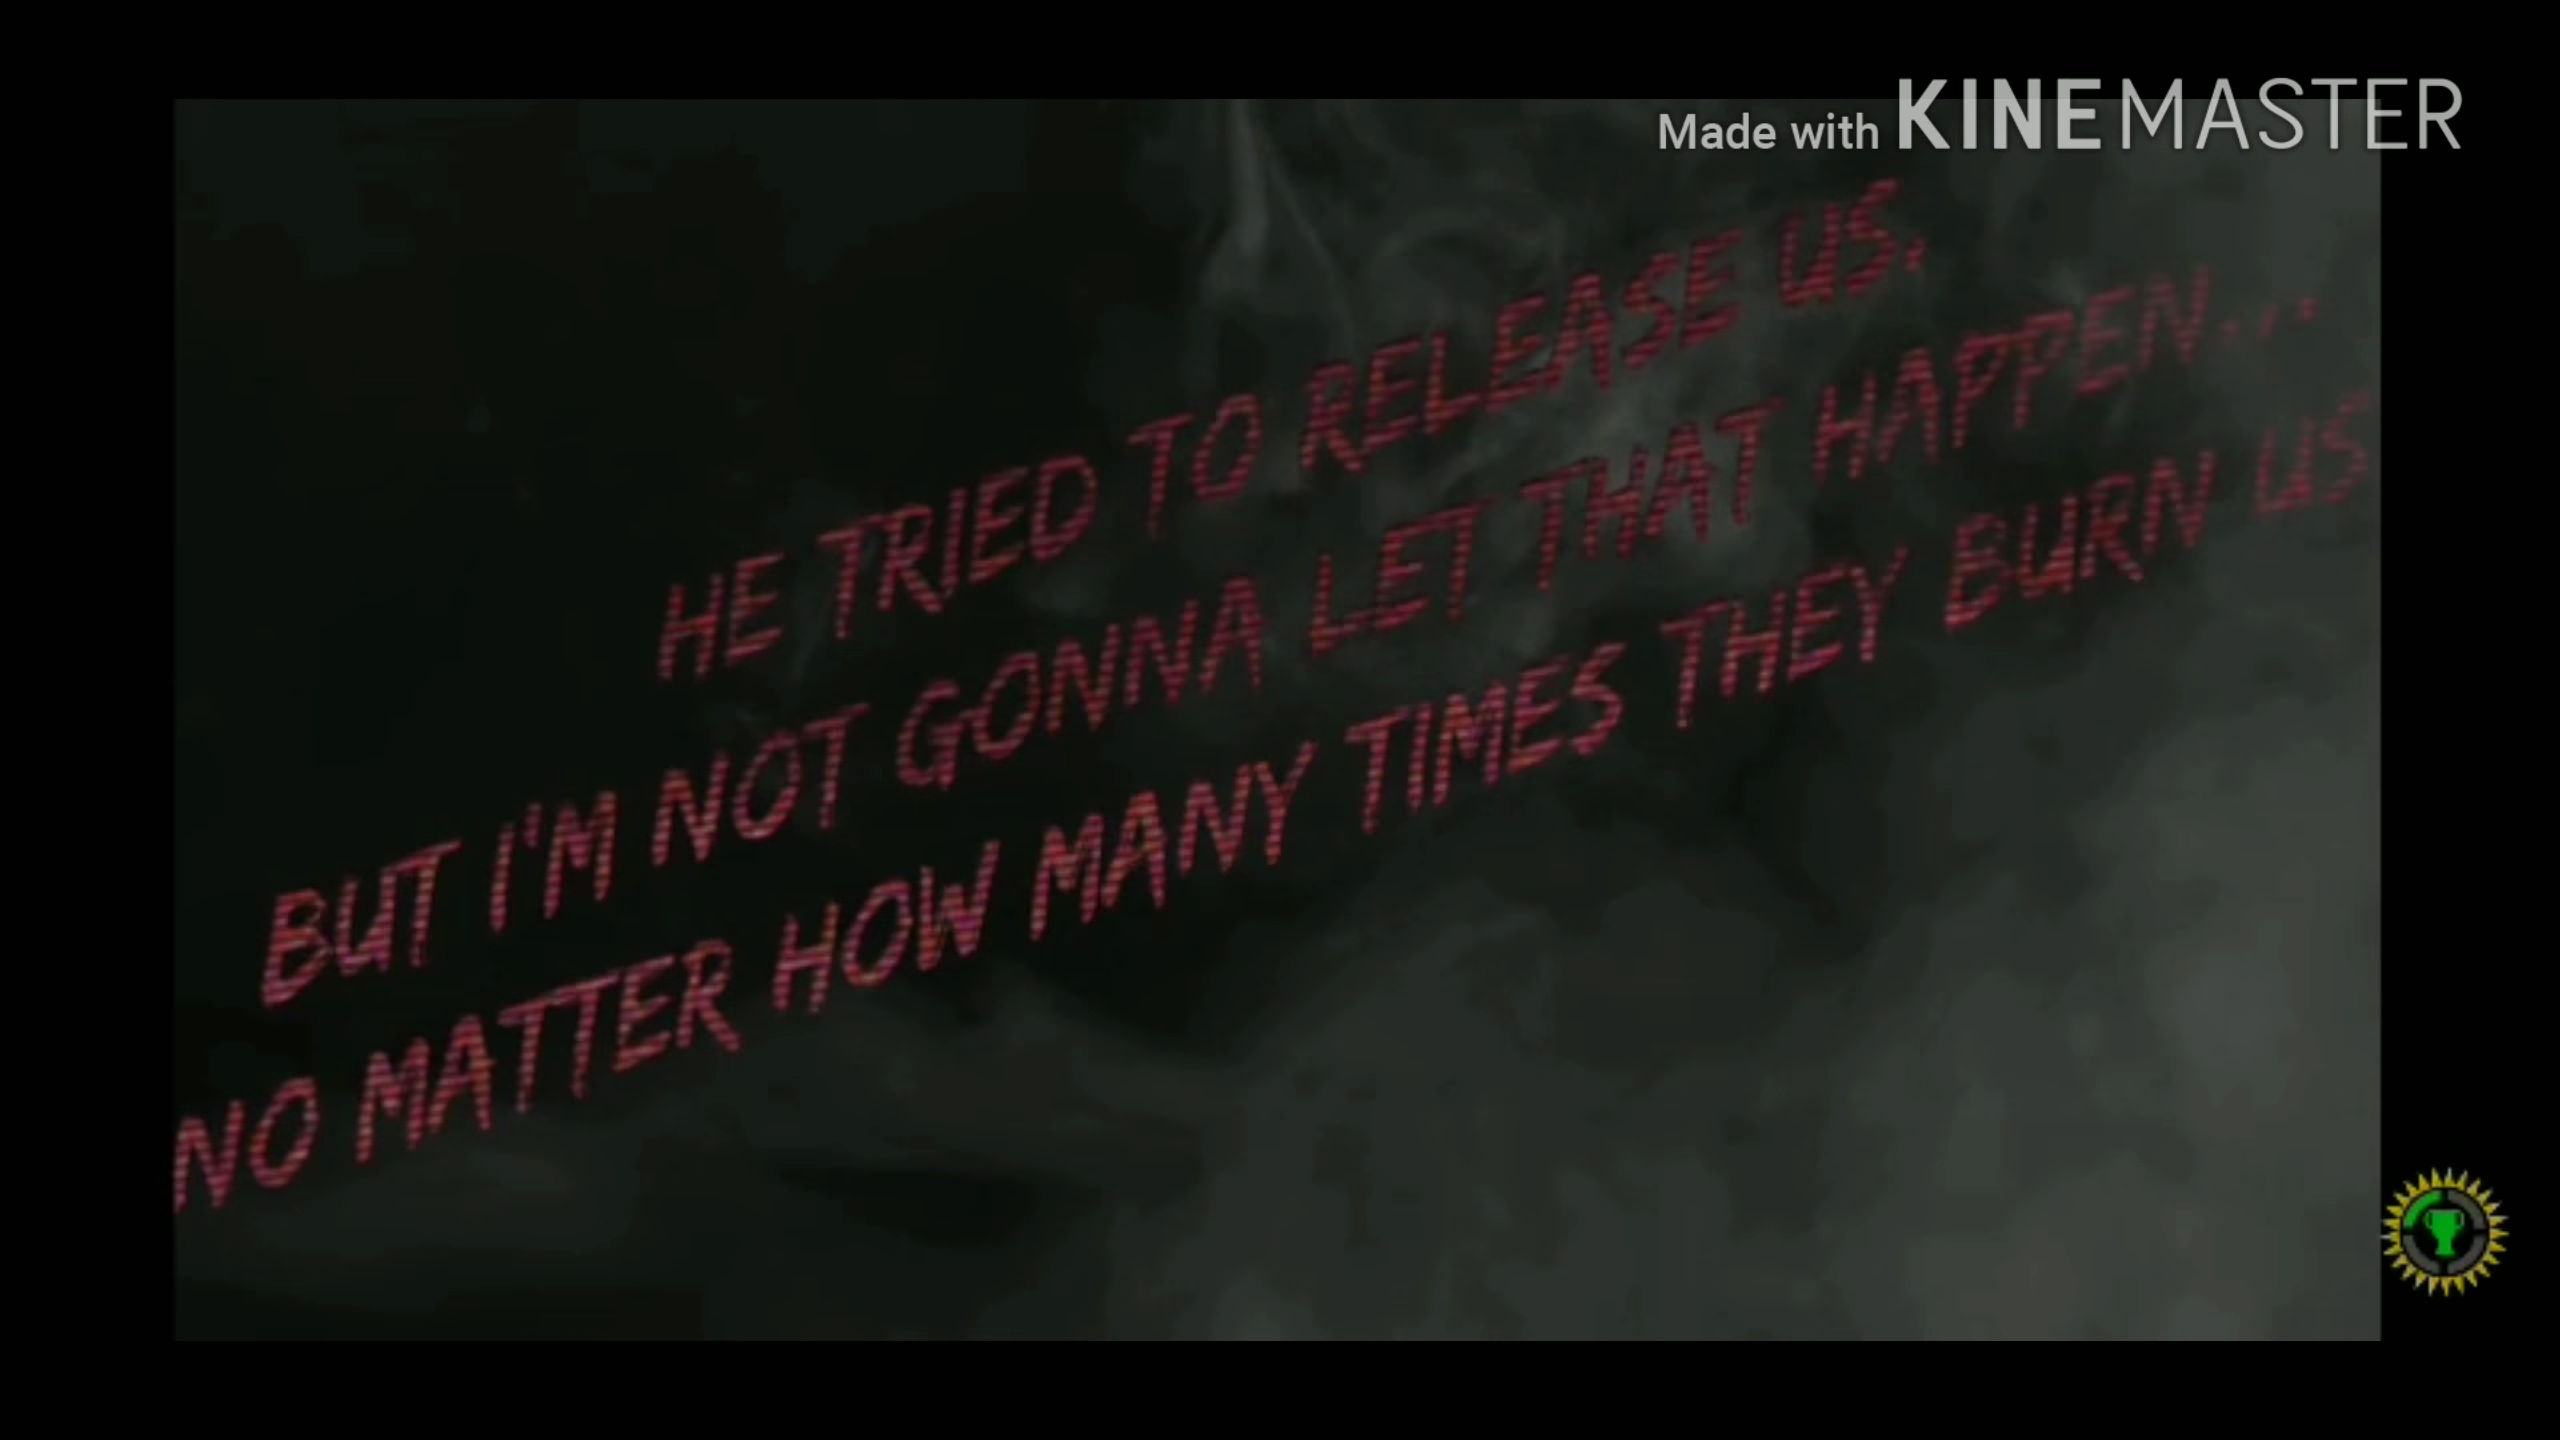 Made with KINEMASTER
HE TRIED TO RELEASE US,
BUT I'M NOT GONNA LET THAT HAPPEN...
NO MATTER HOW MANY TIMES THEY BURN US